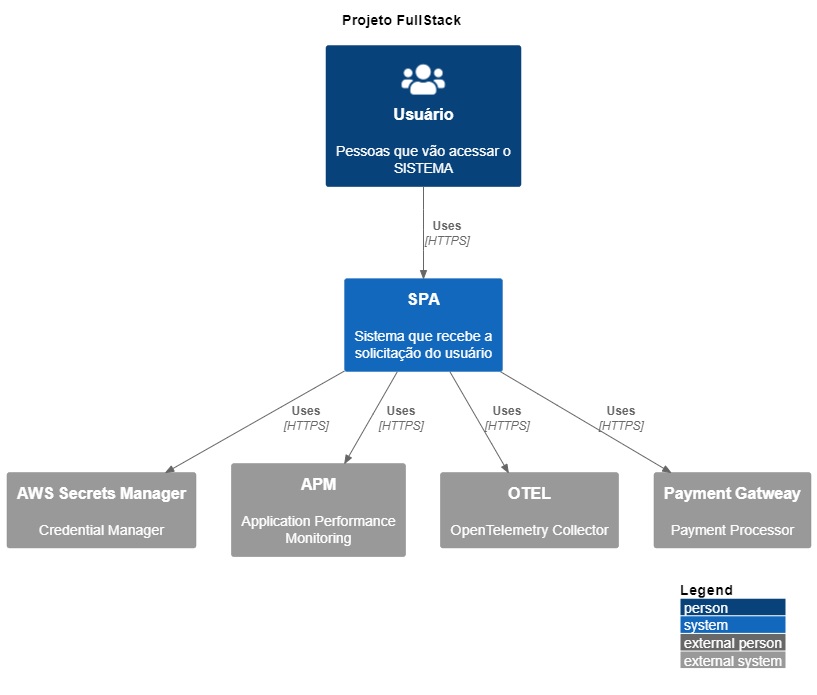 Projeto FullStack
Usuário
Pessoas que vão acessar o
SISTEMA
Uses
[HTTPS]
SPA
Sistema que recebe a
solicitação do usuário
Uses
[HTTPS]
Uses
[HTTPS]
Uses
[HTTPS]
Uses
[HTTPS]
AWS Secrets Manager
Credential Manager
APM
Application Performance
Monitoring
OTEL
OpenTelemetry Collector
Payment Gatweay
Payment Processor
Legend
person
system
external person
external system